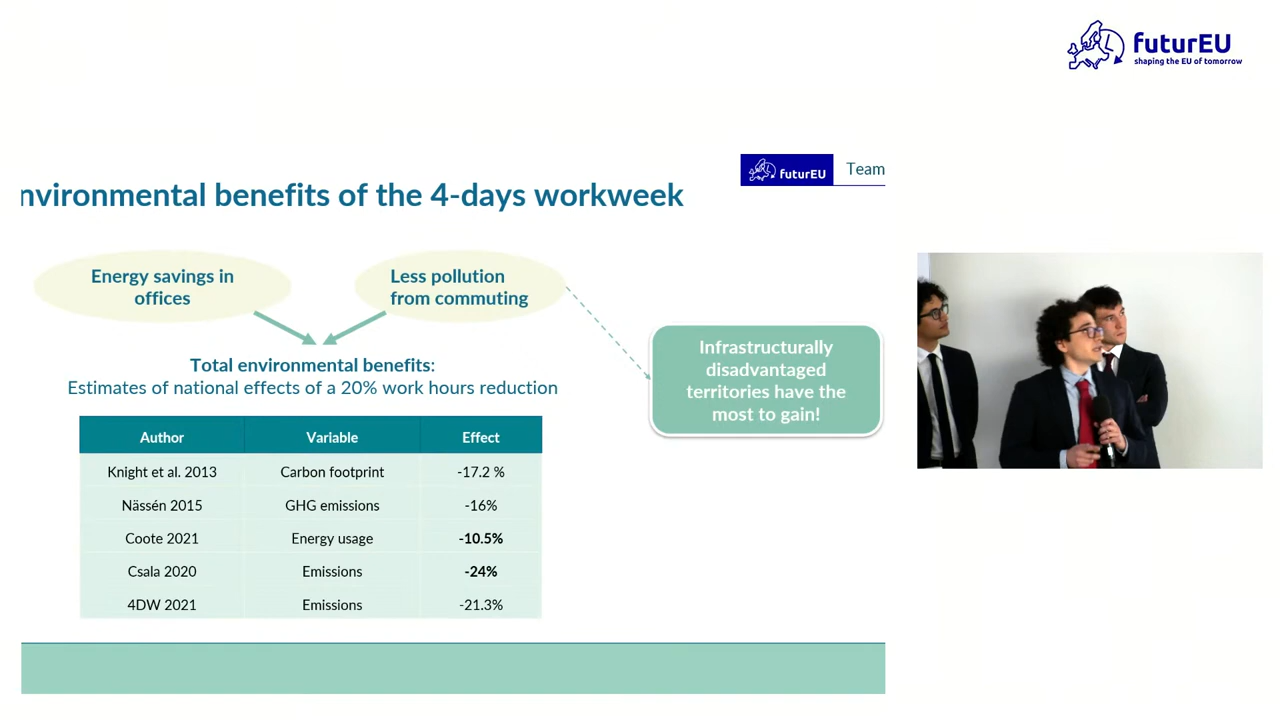 futurEU
shaping the EU of tomorrow
futurEU
Team
nvironmental benefits of the 4-days workweek
Energy savings in
offices
Less pollution
from commuting
Infrastructurally
disadvantaged
territories have the
most to gain!
Total environmental benefits:
Estimates of national effects of a 20% work hours reduction
Author Variable Effect
Knight et al. 2013 Carbon footprint -17.2 %
Nässén 2015 GHG emissions -16%
Coote 2021 Energy usage -10.5%
Csala 2020 Emissions -24%
4DW 2021 Emissions -21.3%